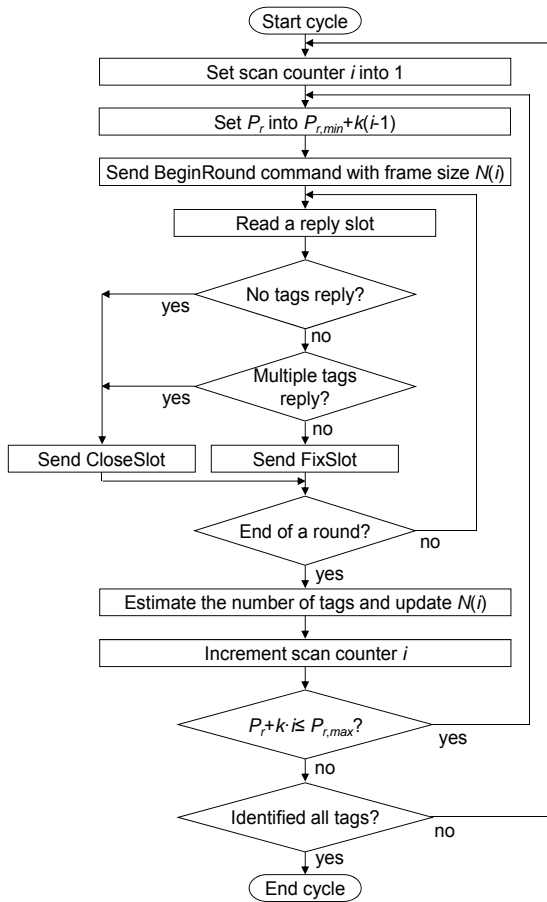 Start cycle
Set scan counter i into 1
Set Pr into Pr,min+k(i-1)
Send BeginRound command with frame size N(i)
Read a reply slot
No tags reply?
yes
no
Multiple tags
reply?
yes
no
Send CloseSlot
Send FixSlot
End of a round?
no
yes
Estimate the number of tags and update N(i)
Increment scan counter i
Pr+k·i≤ Pr,max?
yes
no
Identified all tags?
no
yes
End cycle